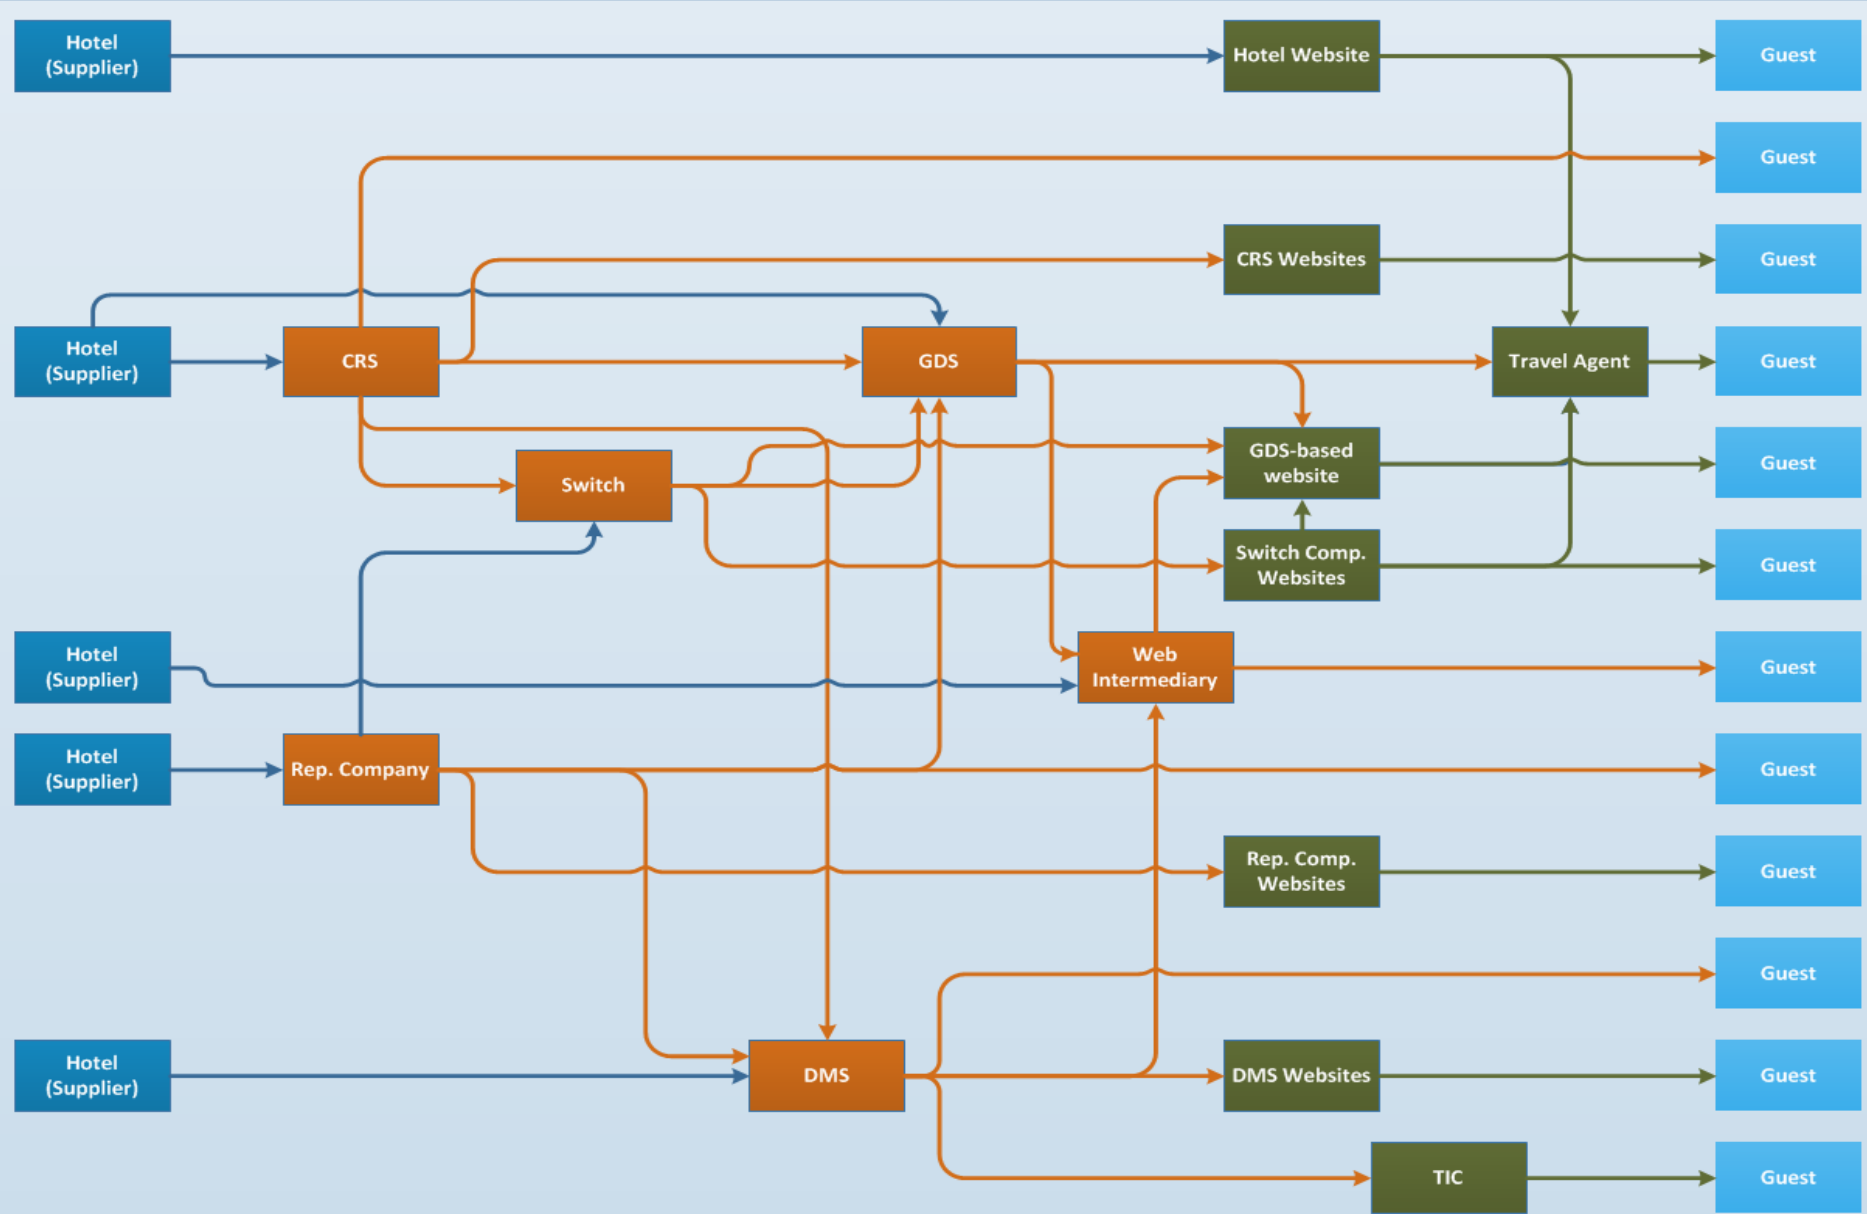 Hotel
(Supplier)
Hotel Website
Guest
Guest
CRS Websites
Guest
Hotel
(Supplier)
CRS
GDS
Travel Agent
Guest
Switch
GDS-based
website
Guest
Switch Comp.
Websites
Guest
Hotel
(Supplier)
Web
Intermediary
Guest
Hotel
(Supplier)
Rep. Company
Guest
Rep. Comp.
Websites
Guest
Guest
Hotel
(Supplier)
DMS
DMS Websites
Guest
TIC
Guest